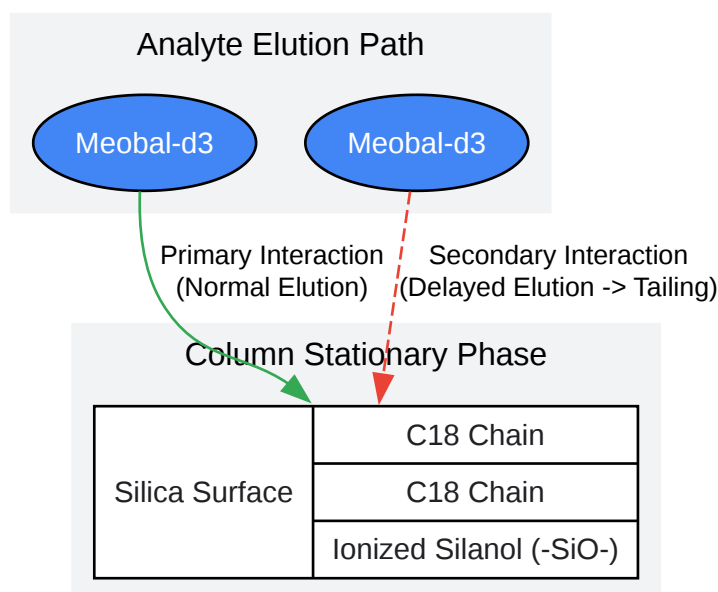 Analyte Elution Path
Meobal-d3
Meobal-d3
Primary Interaction
(Normal Elution)
Secondary Interaction
(Delayed Elution -> Tailing)
Column Stationary Phase
Silica Surface
C18 Chain
C18 Chain
Ionized Silanol (-SiO-)